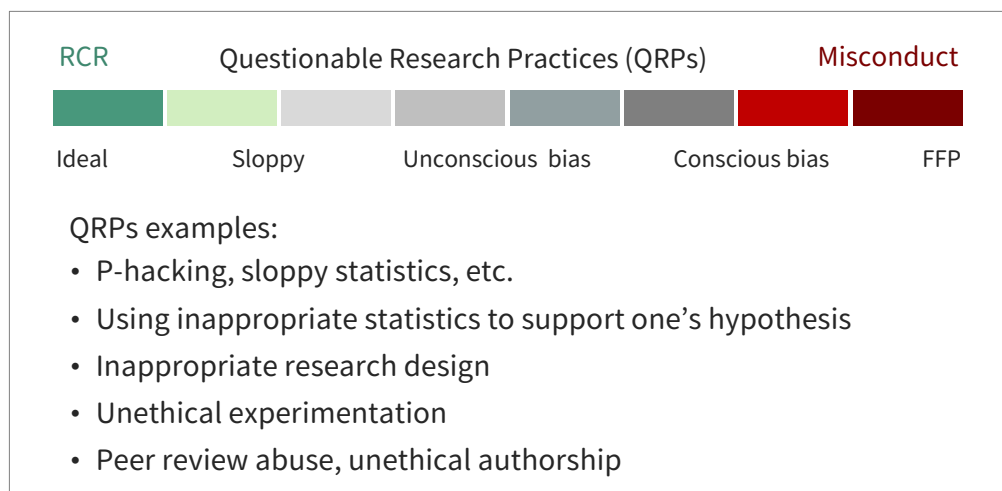 RCR Questionable Research Practices (QRPs) Misconduct
Ideal Sloppy Unconscious bias Conscious bias FFP
QRPs examples:
• P-hacking, sloppy statistics, etc.
• Using inappropriate statistics to support one’s hypothesis
• Inappropriate research design
• Unethical experimentation
• Peer review abuse, unethical authorship